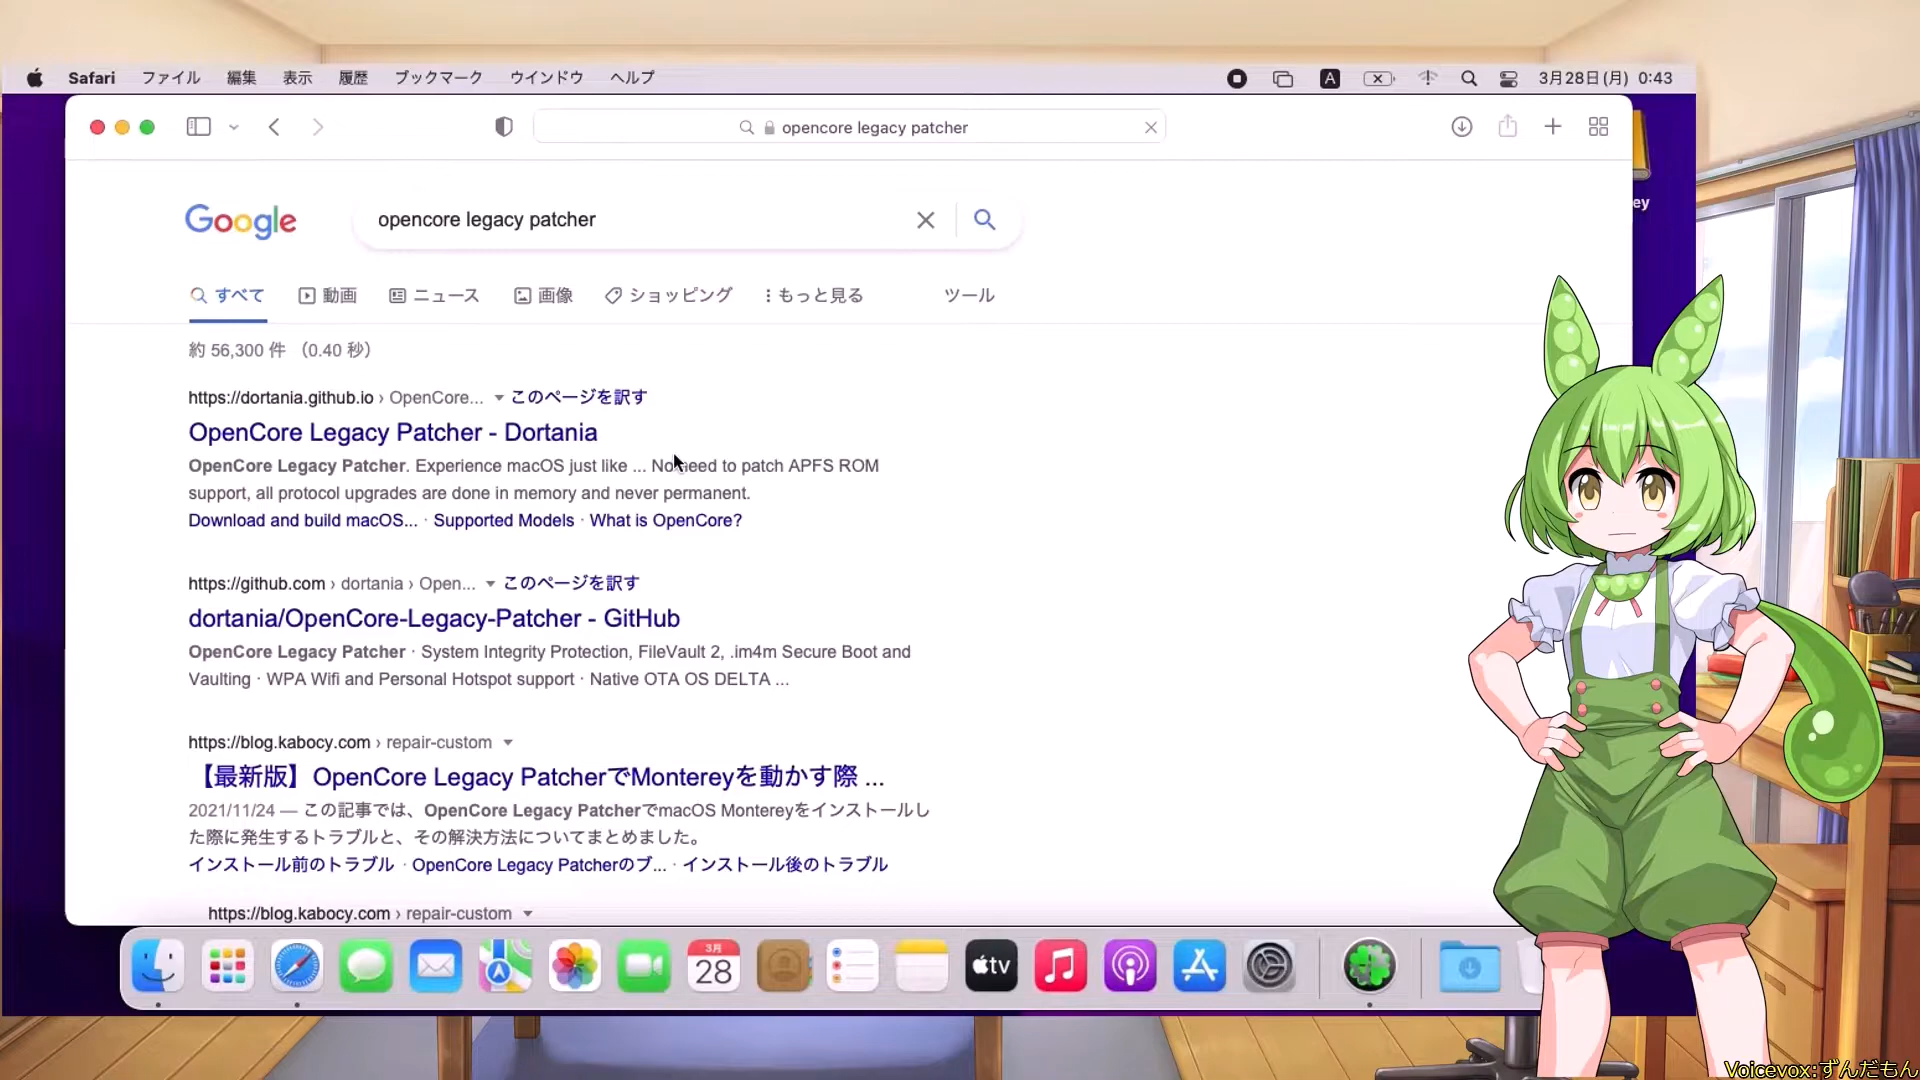 Safari ファイル 編集 表示 履歴 ブックマーク ウインドウ ヘルプ A 3月28日(月) 0:43
opencore legacy patcher
ey
Google opencore legacy patcher
すべて 動画 ニュース 画像 ショッピング もっと見る ツール
約 56,300 件 （0.40 秒）
https://dortania.github.io › OpenCore... このページを訳す
OpenCore Legacy Patcher - Dortania
OpenCore Legacy Patcher. Experience macOS just like ... No need to patch APFS ROM
support, all protocol upgrades are done in memory and never permanent.
Download and build macOS... · Supported Models · What is OpenCore?
https://github.com › dortania › Open... このページを訳す
dortania/OpenCore-Legacy-Patcher - GitHub
OpenCore Legacy Patcher · System Integrity Protection, FileVault 2, .im4m Secure Boot and
Vaulting · WPA Wifi and Personal Hotspot support · Native OTA OS DELTA ...
https://blog.kabocy.com › repair-custom
【最新版】OpenCore Legacy PatcherでMontereyを動かす際 ...
2021/11/24 — この記事では、OpenCore Legacy PatcherでmacOS Montereyをインストールし
た際に発生するトラブルと、その解決方法についてまとめました。
インストール前のトラブル · OpenCore Legacy Patcherのブ... · インストール後のトラブル
https://blog.kabocy.com › repair-custom
3月
28
tv
Voicevox:ずんだもん